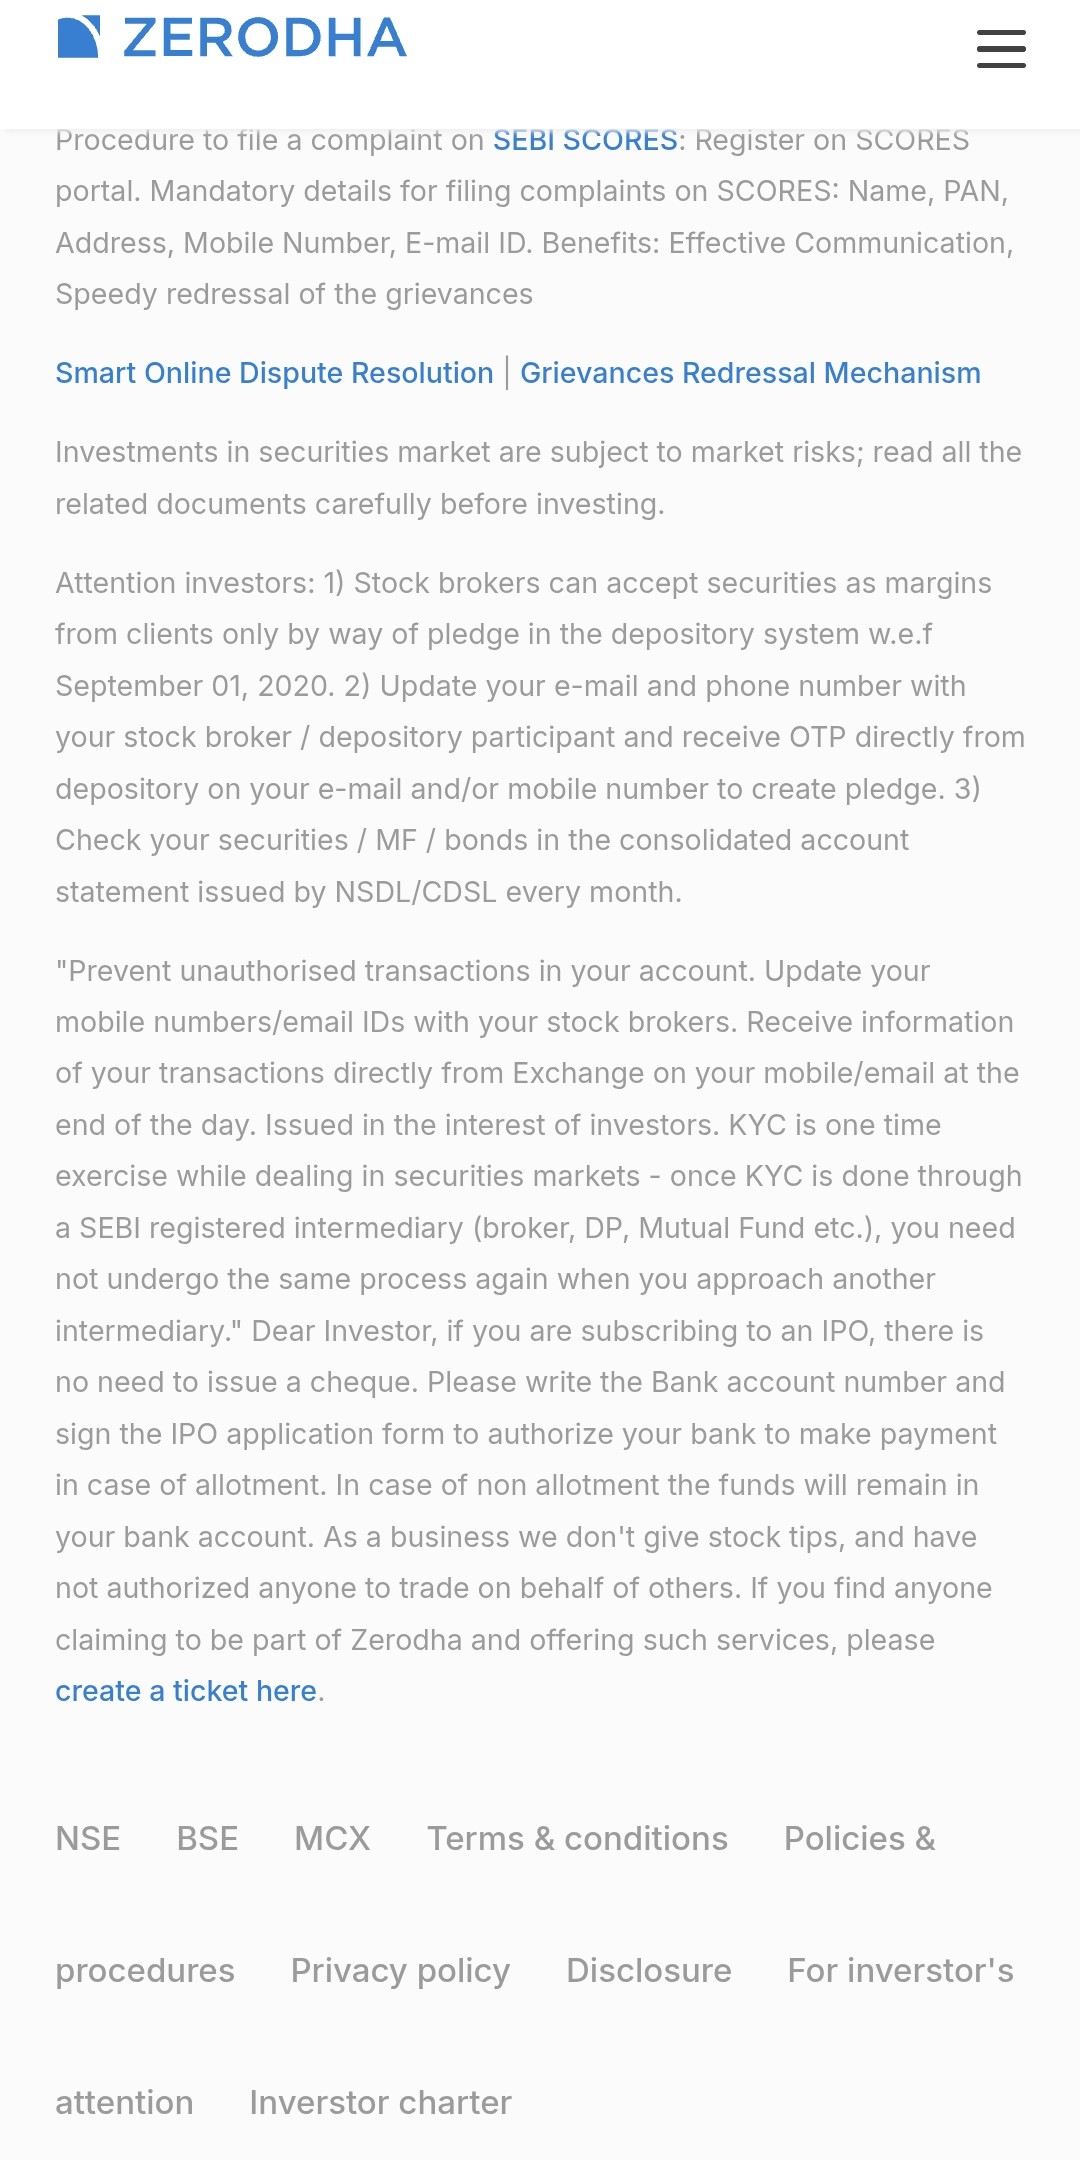 ZERODHA
Procedure to file a complaint on SEBI SCORES: Register on SCORES
portal. Mandatory details for filing complaints on SCORES: Name, PAN,
Address, Mobile Number, E-mail ID. Benefits: Effective Communication,
Speedy redressal of the grievances
Smart Online Dispute Resolution | Grievances Redressal Mechanism
Investments in securities market are subject to market risks; read all the
related documents carefully before investing.
Attention investors: 1) Stock brokers can accept securities as margins
from clients only by way of pledge in the depository system w.e.f
September 01, 2020. 2) Update your e-mail and phone number with
your stock broker / depository participant and receive OTP directly from
depository on your e-mail and/or mobile number to create pledge. 3)
Check your securities / MF / bonds in the consolidated account
statement issued by NSDL/CDSL every month.
"Prevent unauthorised transactions in your account. Update your
mobile numbers/email IDs with your stock brokers. Receive information
of your transactions directly from Exchange on your mobile/email at the
end of the day. Issued in the interest of investors. KYC is one time
exercise while dealing in securities markets - once KYC is done through
a SEBI registered intermediary (broker, DP, Mutual Fund etc.), you need
not undergo the same process again when you approach another
intermediary." Dear Investor, if you are subscribing to an IPO, there is
no need to issue a cheque. Please write the Bank account number and
sign the IPO application form to authorize your bank to make payment
in case of allotment. In case of non allotment the funds will remain in
your bank account. As a business we don't give stock tips, and have
not authorized anyone to trade on behalf of others. If you find anyone
claiming to be part of Zerodha and offering such services, please
create a ticket here.
NSE BSE MCX Terms & conditions Policies &
procedures Privacy policy Disclosure For inverstor's
attention Inverstor charter